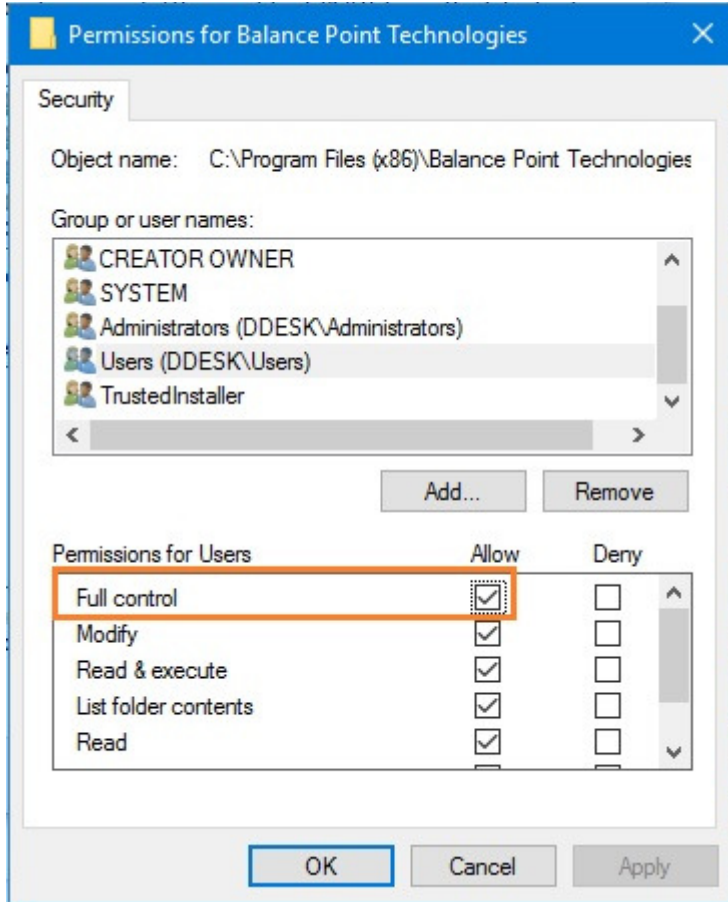 Permissions for Balance Point Technologies
Security
Object name: C:\Program Files (x86)\Balance Point Technologies
Group or user names:
CREATOR OWNER
SYSTEM
Administrators (DDESK\Administrators)
Users (DDESK\Users)
TrustedInstaller
Add... Remove
Permissions for Users Allow Deny
Full control
Modify
Read & execute
List folder contents
Read
OK Cancel Apply